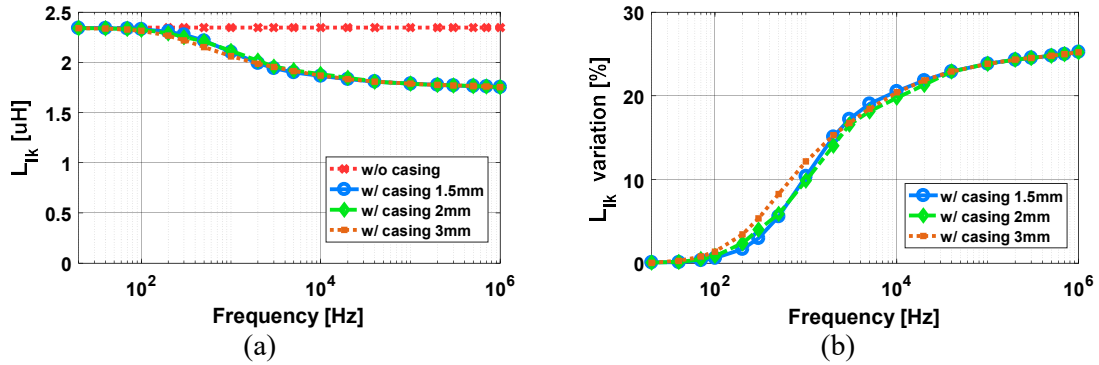 2.5
2
1.5
1
0.5
0
L_lk [uH]
10^2
10^4
10^6
Frequency [Hz]
w/o casing
w/ casing 1.5mm
w/ casing 2mm
w/ casing 3mm
(a)
30
20
10
0
L_lk variation [%]
10^2
10^4
10^6
Frequency [Hz]
w/ casing 1.5mm
w/ casing 2mm
w/ casing 3mm
(b)